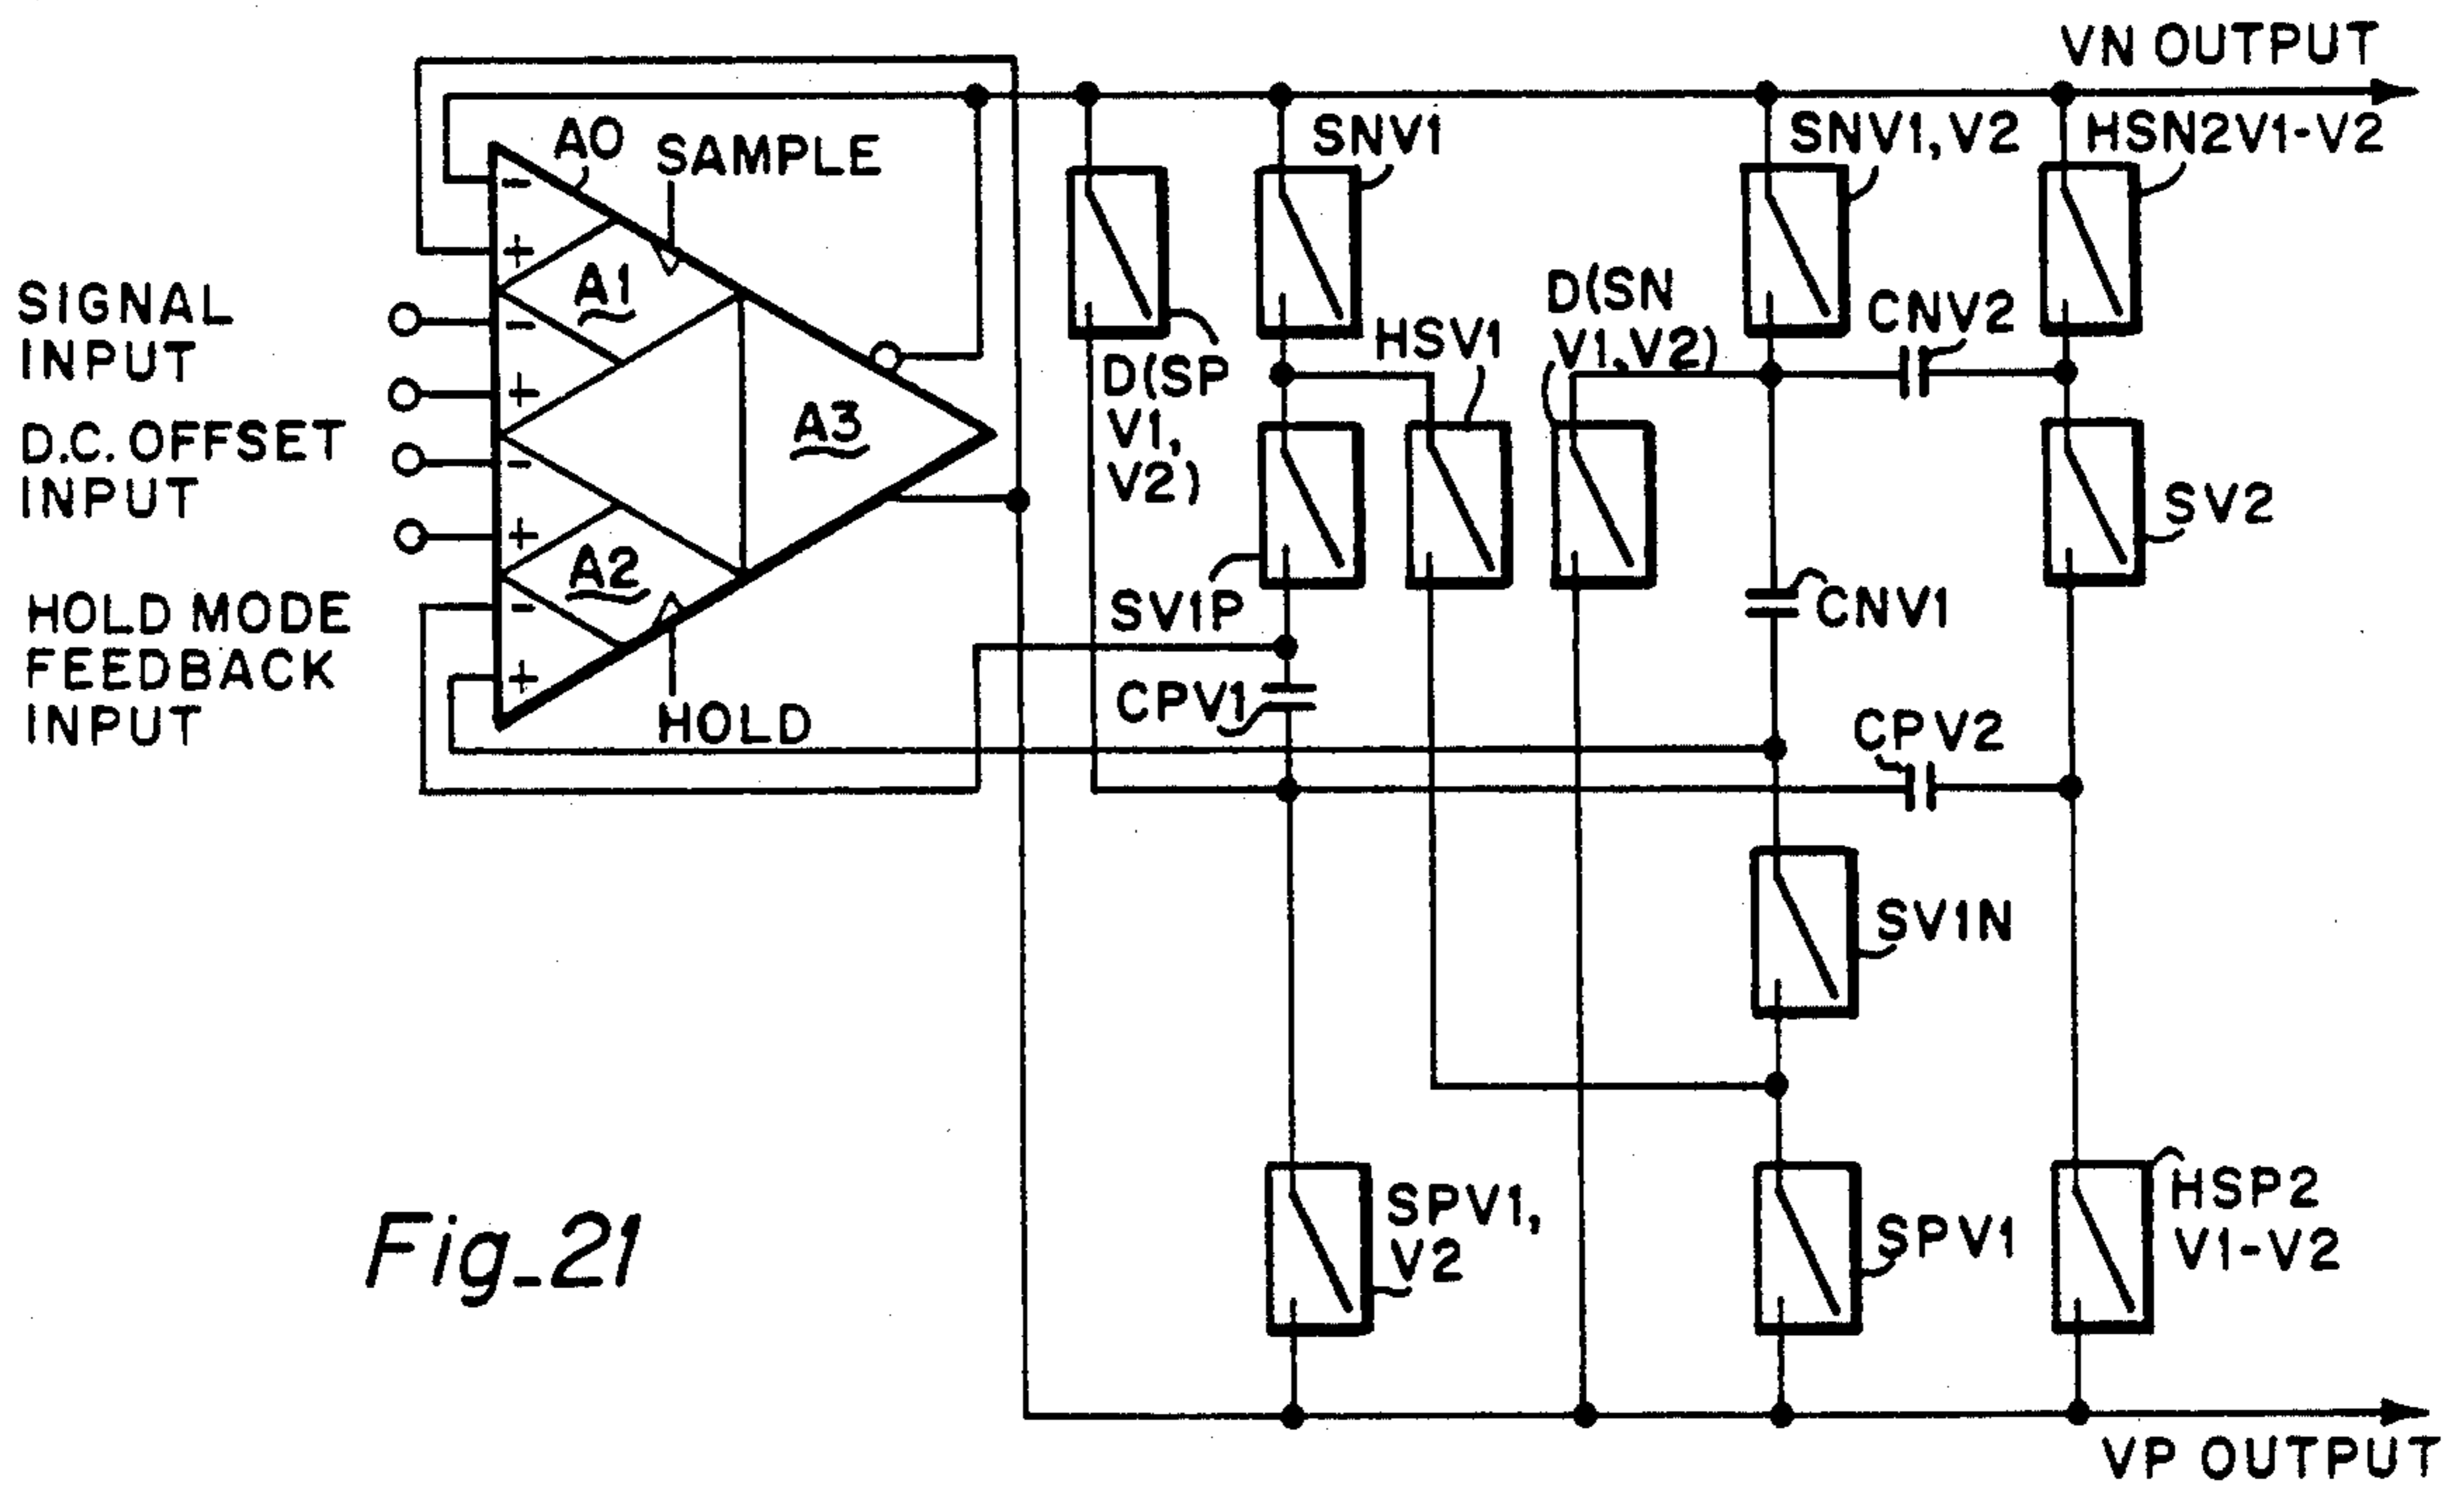 VN OUTPUT
A0
SAMPLE
SNV1
SNV1,V2
HSN2V1-V2
-
+
A1
SIGNAL
INPUT
-
+
D.C. OFFSET
INPUT
-
+
A2
HOLD MODE
FEEDBACK
INPUT
-
+
HOLD
A3
D(SP
V1,
V2)
HSV1
D(SN
V1,V2)
CNV2
SV2
SV1P
CNV1
CPV1
CPV2
SV1N
SPV1,
V2
SPV1
HSP2
V1-V2
Fig_21
VP OUTPUT